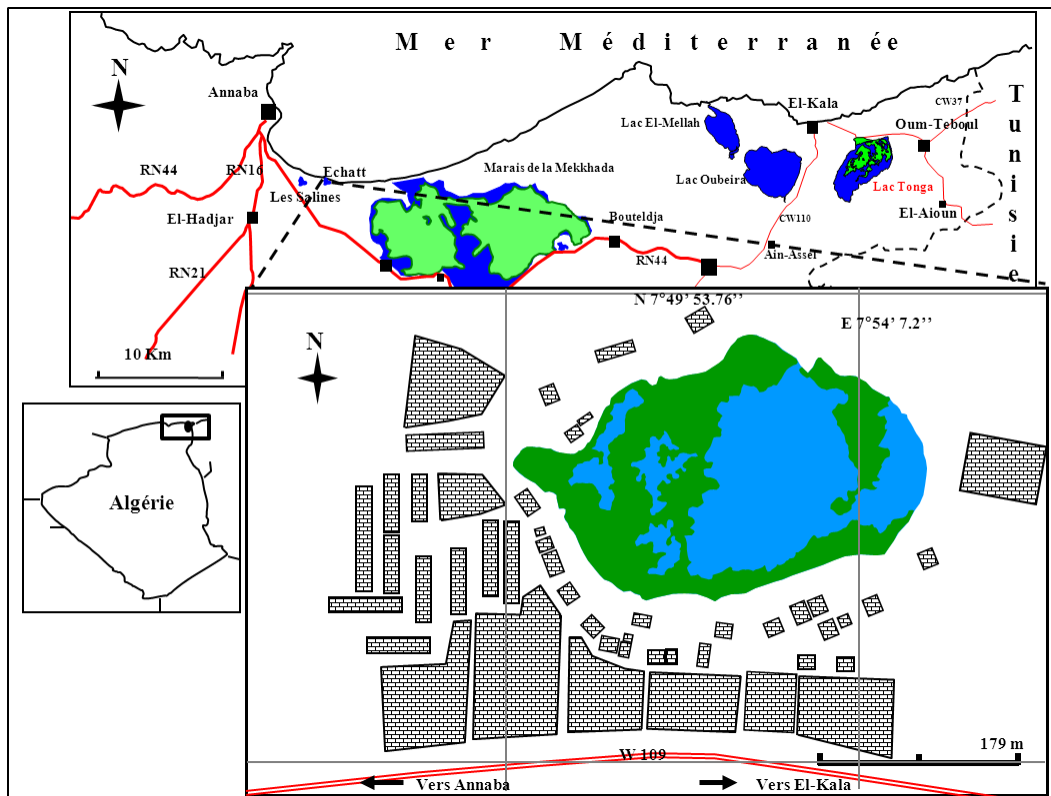 Mer Méditerranée
N
Annaba
El-Kala
CW37
Tunisie
Lac El-Mellah
Oum-Teboul
RN44
RN16
Echatt
Marais de la Mekkhada
Lac Oubeira
Lac Tonga
Les Salines
El-Hadjar
Bouteldja
CW110
El-Aioun
RN44
Ain-Assel
RN21
10 Km
N 7°49' 53.76’’
E 7°54’ 7.2’’
N
Algérie
179 m
W 109
Vers Annaba
Vers El-Kala